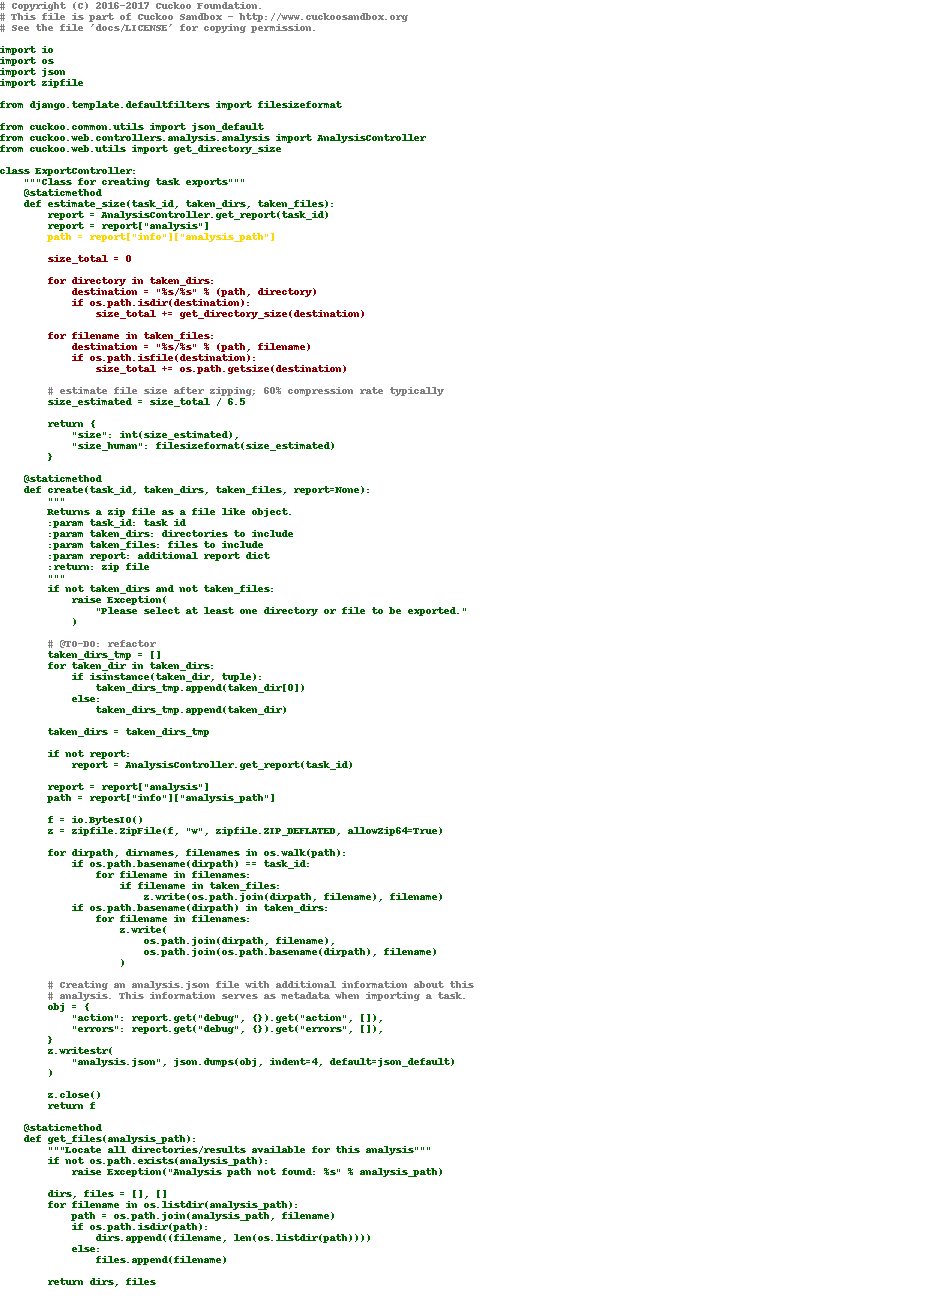 # Copyright (C) 2016-2017 Cuckoo Foundation.
# This file is part of Cuckoo Sandbox - http://www.cuckoosandbox.org
# See the file 'docs/LICENSE' for copying permission.

import io
import os
import json
import zipfile

from django.template.defaultfilters import filesizeformat

from cuckoo.common.utils import json_default
from cuckoo.web.controllers.analysis.analysis import AnalysisController
from cuckoo.web.utils import get_directory_size

class ExportController:
    """Class for creating task exports"""
    @staticmethod
    def estimate_size(task_id, taken_dirs, taken_files):
        report = AnalysisController.get_report(task_id)
        report = report["analysis"]
        path = report["info"]["analysis_path"]

        size_total = 0

        for directory in taken_dirs:
            destination = "%s/%s" % (path, directory)
            if os.path.isdir(destination):
                size_total += get_directory_size(destination)

        for filename in taken_files:
            destination = "%s/%s" % (path, filename)
            if os.path.isfile(destination):
                size_total += os.path.getsize(destination)

        # estimate file size after zipping; 60% compression rate typically
        size_estimated = size_total / 6.5

        return {
            "size": int(size_estimated),
            "size_human": filesizeformat(size_estimated)
        }

    @staticmethod
    def create(task_id, taken_dirs, taken_files, report=None):
        """
        Returns a zip file as a file like object.
        :param task_id: task id
        :param taken_dirs: directories to include
        :param taken_files: files to include
        :param report: additional report dict
        :return: zip file
        """
        if not taken_dirs and not taken_files:
            raise Exception(
                "Please select at least one directory or file to be exported."
            )

        # @TO-DO: refactor
        taken_dirs_tmp = []
        for taken_dir in taken_dirs:
            if isinstance(taken_dir, tuple):
                taken_dirs_tmp.append(taken_dir[0])
            else:
                taken_dirs_tmp.append(taken_dir)

        taken_dirs = taken_dirs_tmp

        if not report:
            report = AnalysisController.get_report(task_id)

        report = report["analysis"]
        path = report["info"]["analysis_path"]

        f = io.BytesIO()
        z = zipfile.ZipFile(f, "w", zipfile.ZIP_DEFLATED, allowZip64=True)

        for dirpath, dirnames, filenames in os.walk(path):
            if os.path.basename(dirpath) == task_id:
                for filename in filenames:
                    if filename in taken_files:
                        z.write(os.path.join(dirpath, filename), filename)
            if os.path.basename(dirpath) in taken_dirs:
                for filename in filenames:
                    z.write(
                        os.path.join(dirpath, filename),
                        os.path.join(os.path.basename(dirpath), filename)
                    )

        # Creating an analysis.json file with additional information about this
        # analysis. This information serves as metadata when importing a task.
        obj = {
            "action": report.get("debug", {}).get("action", []),
            "errors": report.get("debug", {}).get("errors", []),
        }
        z.writestr(
            "analysis.json", json.dumps(obj, indent=4, default=json_default)
        )

        z.close()
        return f

    @staticmethod
    def get_files(analysis_path):
        """Locate all directories/results available for this analysis"""
        if not os.path.exists(analysis_path):
            raise Exception("Analysis path not found: %s" % analysis_path)

        dirs, files = [], []
        for filename in os.listdir(analysis_path):
            path = os.path.join(analysis_path, filename)
            if os.path.isdir(path):
                dirs.append((filename, len(os.listdir(path))))
            else:
                files.append(filename)

        return dirs, files